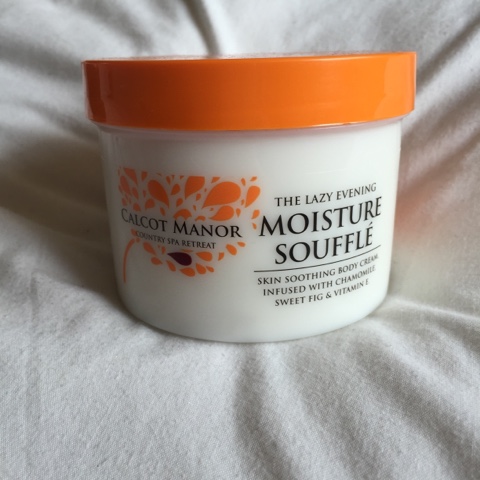 CALCOT MANOR
COUNTRY SPA RETREAT
THE LAZY EVENING
MOISTURE
SOUFFLÉ
SKIN SOOTHING BODY CREAM
INFUSED WITH CHAMOMILE
SWEET FIG & VITAMIN E